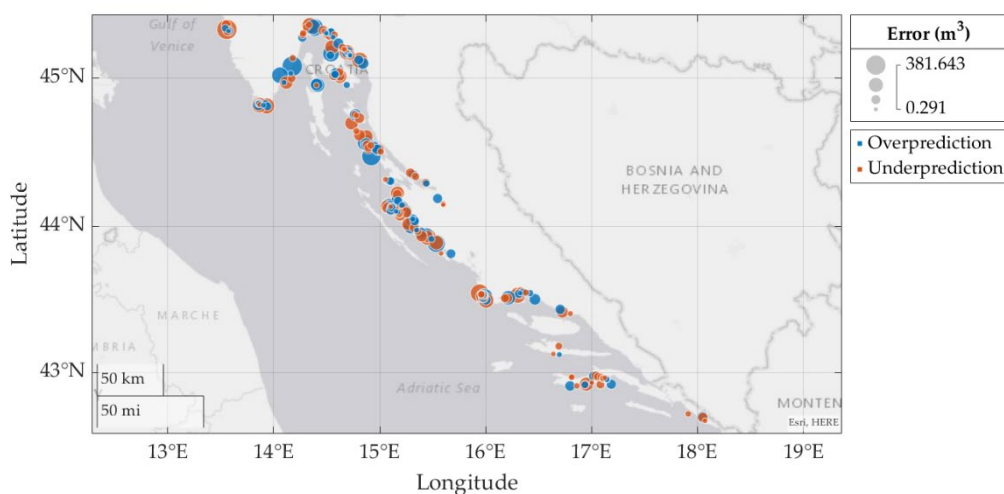 Gulf of
Venice
CROATIA
BOSNIA AND
HERZEGOVINA
MARCHE
MBRIA
Adriatic Sea
MONTEN
Esri, HERE
50 km
50 mi
45°N
44°N
43°N
Latitude
13°E
14°E
15°E
16°E
17°E
18°E
19°E
Longitude
Error (m³)
381.643
0.291
Overprediction
Underprediction